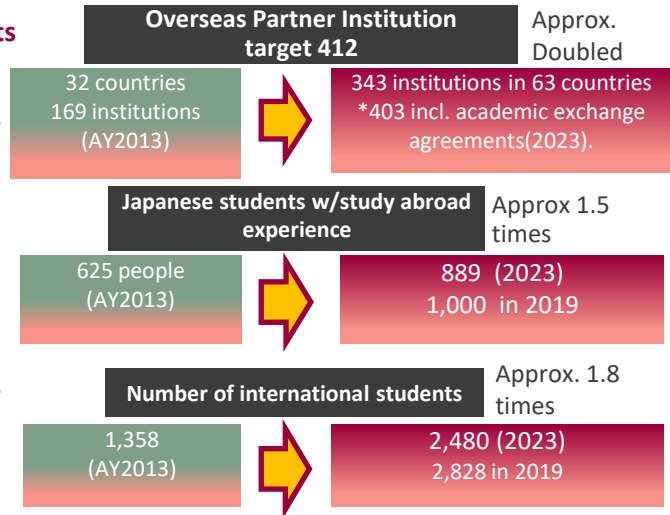 ts
Overseas Partner Institution
target 412
Approx.
Doubled
32 countries
169 institutions
(AY2013)
343 institutions in 63 countries
*403 incl. academic exchange
agreements(2023).
Japanese students w/study abroad
experience
Approx 1.5
times
625 people
(AY2013)
889 (2023)
1,000 in 2019
Number of international students
Approx. 1.8
times
1,358
(AY2013)
2,480 (2023)
2,828 in 2019